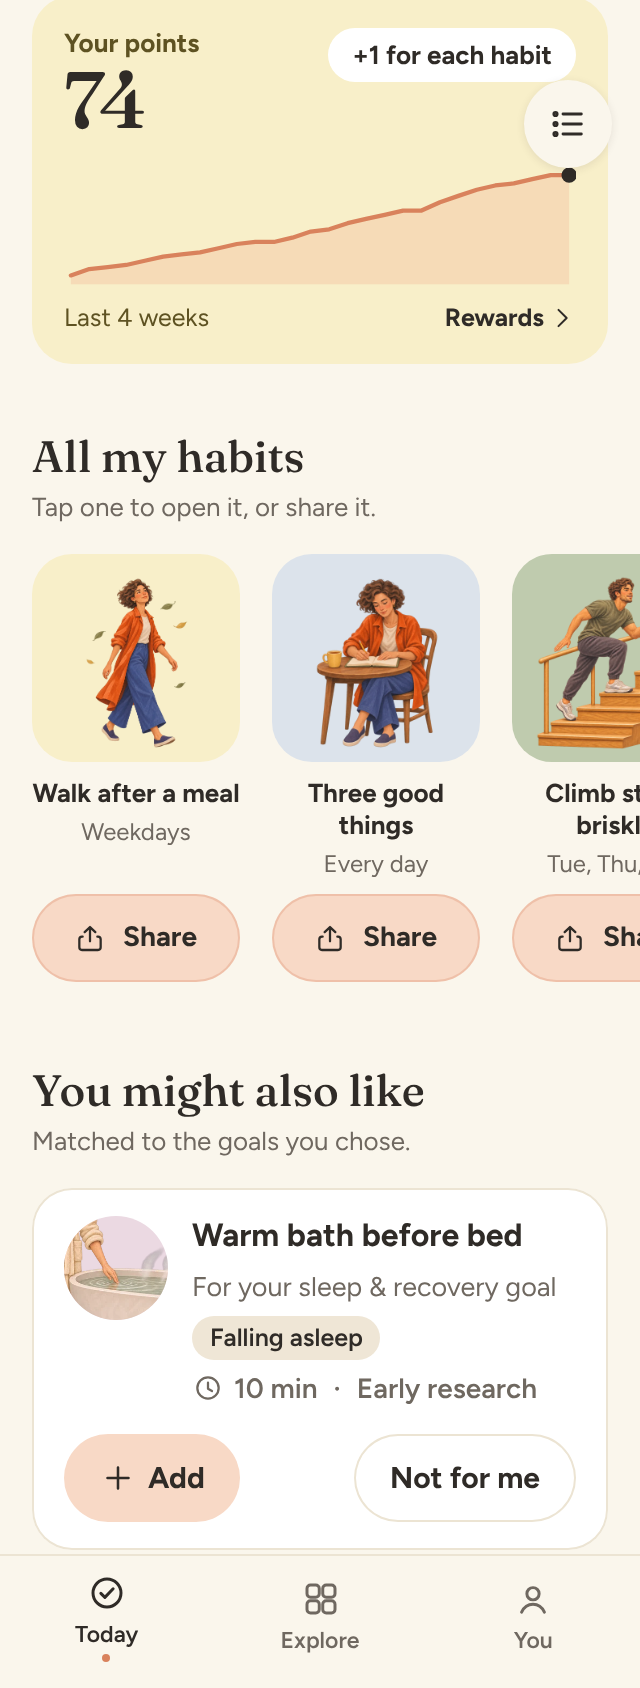 Your points
+1 for each habit
74
Last 4 weeks
Rewards
All my habits
Tap one to open it, or share it.
Walk after a meal
Weekdays
Share
Three good
things
Every day
Share
Climb
Tue, Thu,
You might also like
Matched to the goals you chose.
Warm bath before bed
For your sleep & recovery goal
Falling asleep
10 min · Early research
Add
Not for me
Today
Explore
You